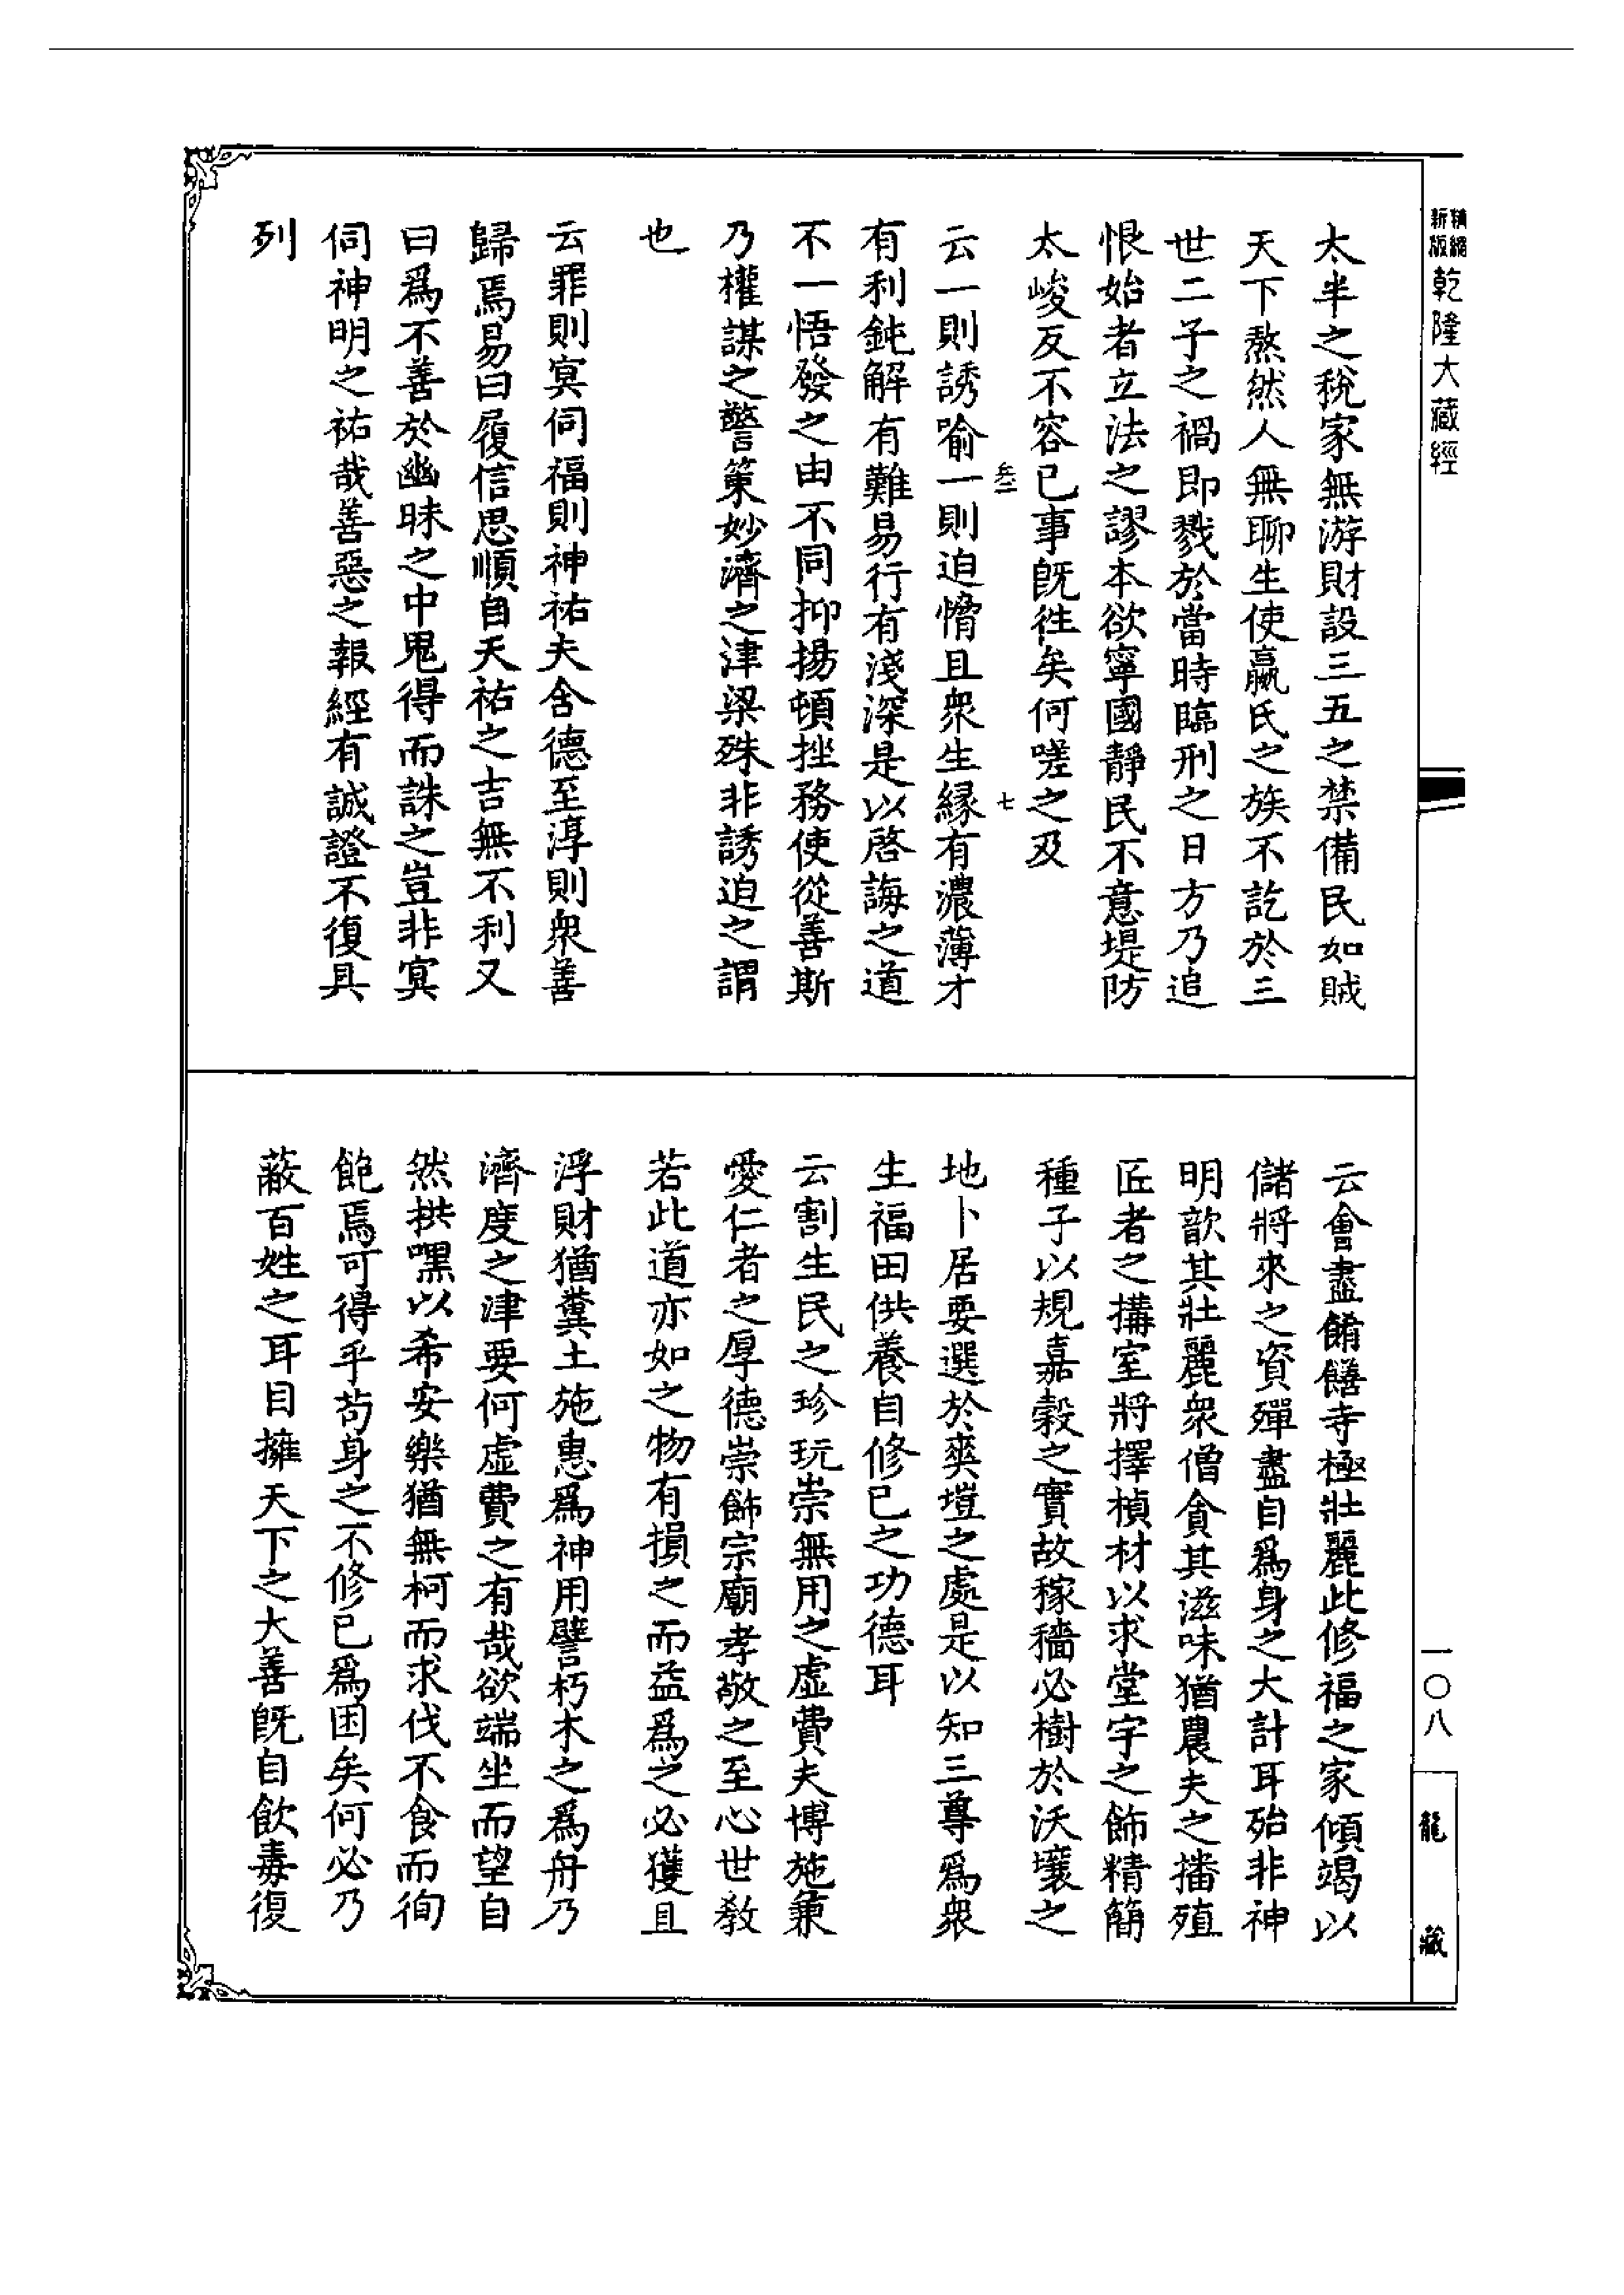 新版
精縮
乾隆大藏經
太半之稅家無游財設三五之禁備民如賊
天下熬然人無聊生使嬴氏之族不訖於三
世二子之禍即戮於當時臨刑之日方乃追
恨始者立法之謬本欲寧國靜民不意堤防
太峻反不容已事旣徃矣何嗟之及
云一則誘喻一則迫憜且衆生緣有濃薄才
有利鈍解有難易行有淺深是以啓誨之道
不一悟發之由不同抑揚頓挫務使從善斯
乃權謀之警策妙濟之津梁殊非誘迫之謂
也
云罪則冥伺福則神祐夫含德至淳則衆善
歸焉易曰履信思順自天祐之吉無不利又
曰爲不善於幽昧之中鬼得而誅之豈非冥
伺神明之祐哉善惡之報經有誠證不復具
列
七
云會盡餚饍寺極壯麗此修福之家傾竭以
儲將來之資殫盡自爲身之大計耳殆非神
明歆其壯麗衆僧貪其滋味猶農夫之播殖
匠者之搆室將擇楨材以求堂宇之飾精簡
種子以規嘉穀之實故稼穡必樹於沃壤之
地卜居要選於爽塏之處是以知三尊爲衆
生福田供養自修已之功德耳
云割生民之珍玩崇無用之虛費夫博施兼
愛仁者之厚德崇飾宗廟孝敬之至心世教
若此道亦如之物有損之而益爲之必獲且
浮財猶糞土施惠爲神用譬朽木之爲舟乃
濟度之津要何虛費之有哉欲端坐而望自
然拱嘿以希安樂猶無柯而求伐不食而徇
飽焉可得乎苟身之不修已爲困矣何必乃
蔽百姓之耳目擁天下之大善旣自飲毒復
一〇八
龍藏